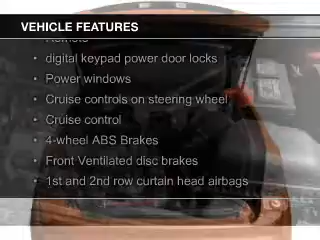 VEHICLE FEATURES
• digital keypad power door locks
• Power windows
• Cruise controls on steering wheel
• Cruise control
• 4-wheel ABS Brakes
• Front Ventilated disc brakes
• 1st and 2nd row curtain head airbags